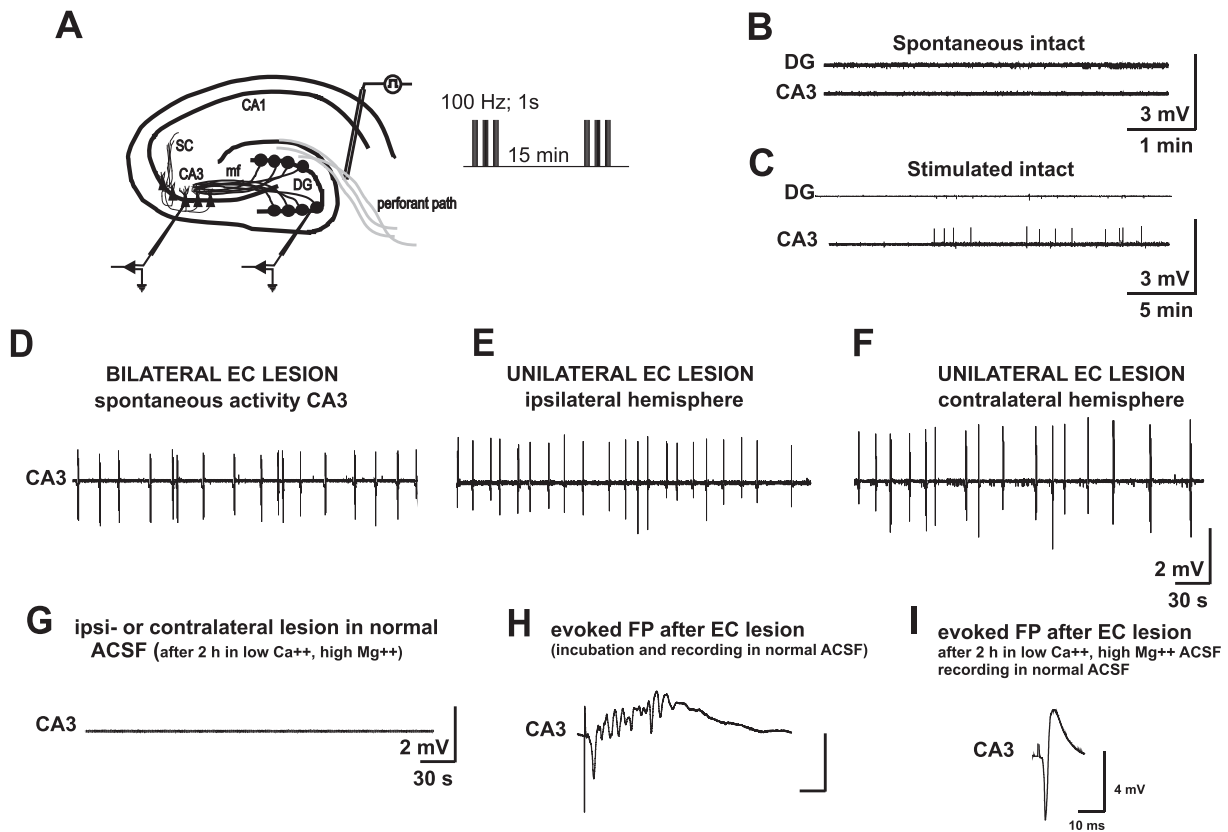 A
CA1
SC
CA3
mf
DG
perforant path
100 Hz; 1s
15 min
B
Spontaneous intact
DG
CA3
3 mV
1 min
C
Stimulated intact
DG
CA3
3 mV
5 min
D
BILATERAL EC LESION
spontaneous activity CA3
CA3
E
UNILATERAL EC LESION
ipsilateral hemisphere
F
UNILATERAL EC LESION
contralateral hemisphere
2 mV
30 s
G
ipsi- or contralateral lesion in normal
ACSF (after 2 h in low Ca++, high Mg++)
CA3
2 mV
30 s
H
evoked FP after EC lesion
(incubation and recording in normal ACSF)
CA3
I
evoked FP after EC lesion
after 2 h in low Ca++, high Mg++ ACSF
recording in normal ACSF
CA3
4 mV
10 ms